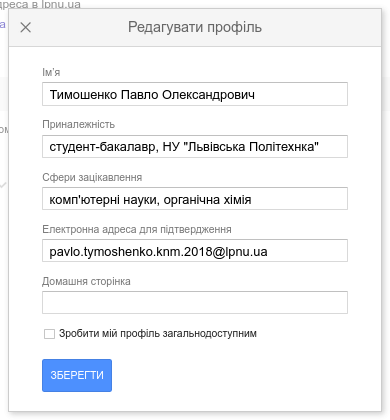 дреса в lpnu.ua
Редагувати профіль
Ім'я
Тимошенко Павло Олександрович
Приналежність
студент-бакалавр, НУ "Львівська Політехнка"
Сфери зацікавлення
комп'ютерні науки, органічна хімія
Електронна адреса для підтвердження
pavlo.tymoshenko.knm.2018@lpnu.ua
Домашня сторінка
Зробити мій профіль загальнодоступним
ЗБЕРЕГТИ